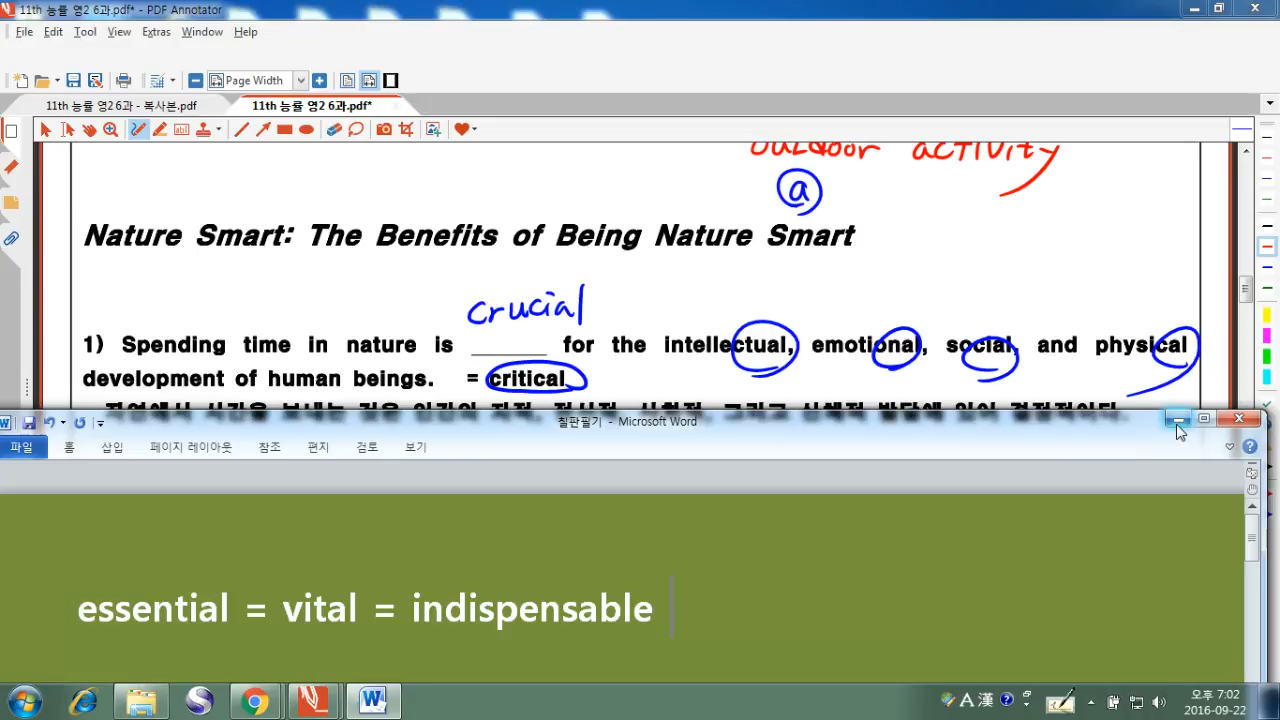 11th 능률 영2 6과.pdf* - PDF Annotator
File Edit Tool View Extras Window Help
Page Width
11th 능률 영2 6과 - 복사본.pdf
11th 능률 영2 6과.pdf*
outdoor activity
a
Nature Smart: The Benefits of Being Nature Smart
crucial
1) Spending time in nature is ______ for the intellectual, emotional, social, and physical
development of human beings. = critical
칠판필기 - Microsoft Word
파일 홈 삽입 페이지 레이아웃 참조 편지 검토 보기
essential = vital = indispensable
A 漢
오후 7:02
2016-09-22